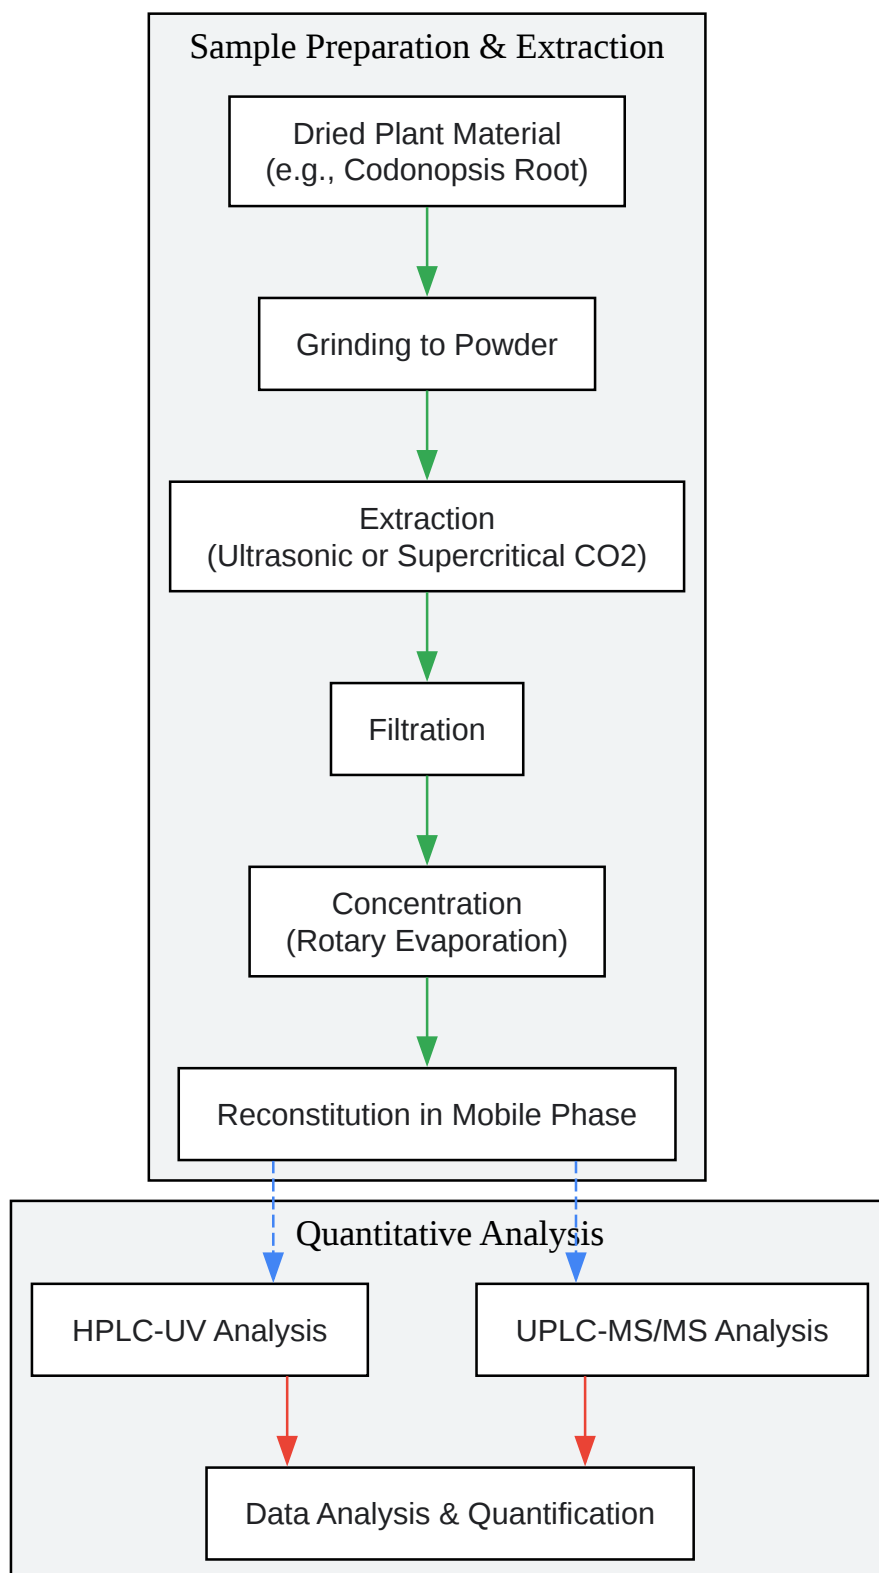 Sample Preparation & Extraction
Dried Plant Material
(e.g., Codonopsis Root)
Grinding to Powder
Extraction
(Ultrasonic or Supercritical CO2)
Filtration
Concentration
(Rotary Evaporation)
Reconstitution in Mobile Phase
Quantitative Analysis
HPLC-UV Analysis
UPLC-MS/MS Analysis
Data Analysis & Quantification